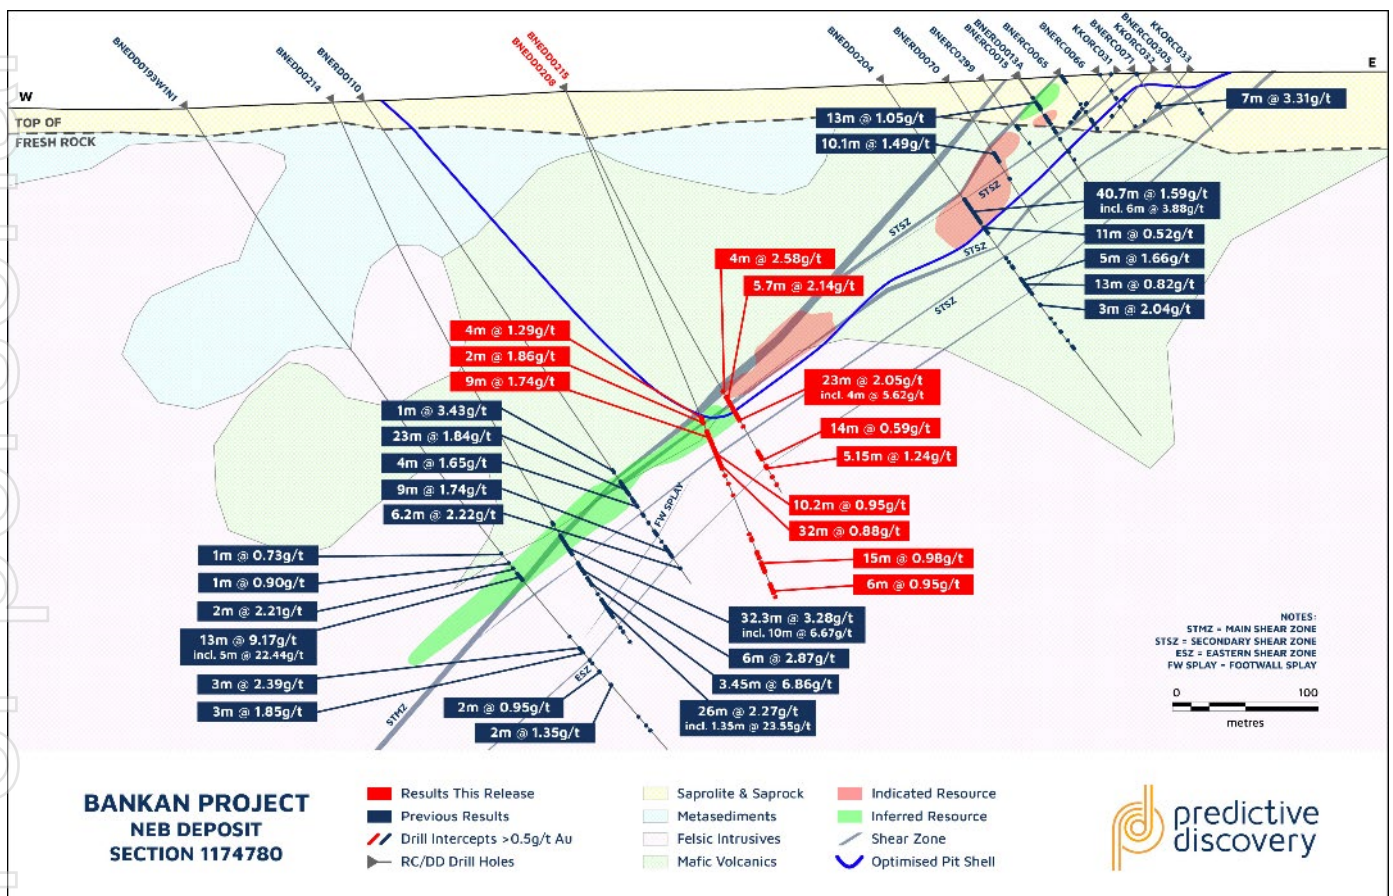 BNEDD0193W1N1
BNEDD0214
BNERD0110
BNEDD0208
BNEDD0215
BNEDD0204
BNERD0070
BNERC0299
BNERC0015
BNERD0013A
BNERC0065
BNERC0066
KKORC031
BNERC0071
KKORC032
BNERC00305
KKORC033
W
E
TOP OF
FRESH ROCK
7m @ 3.31g/t
13m @ 1.05g/t
10.1m @ 1.49g/t
40.7m @ 1.59g/t
incl. 6m @ 3.88g/t
11m @ 0.52g/t
5m @ 1.66g/t
13m @ 0.82g/t
3m @ 2.04g/t
STSZ
STSZ
STSZ
STSZ
4m @ 2.58g/t
5.7m @ 2.14g/t
4m @ 1.29g/t
2m @ 1.86g/t
9m @ 1.74g/t
23m @ 2.05g/t
incl. 4m @ 5.62g/t
14m @ 0.59g/t
5.15m @ 1.24g/t
10.2m @ 0.95g/t
32m @ 0.88g/t
15m @ 0.98g/t
6m @ 0.95g/t
1m @ 3.43g/t
23m @ 1.84g/t
4m @ 1.65g/t
9m @ 1.74g/t
6.2m @ 2.22g/t
FW SPLAY
1m @ 0.73g/t
1m @ 0.90g/t
2m @ 2.21g/t
13m @ 9.17g/t
incl. 5m @ 22.44g/t
3m @ 2.39g/t
3m @ 1.85g/t
32.3m @ 3.28g/t
incl. 10m @ 6.67g/t
6m @ 2.87g/t
3.45m @ 6.86g/t
26m @ 2.27g/t
incl. 1.35m @ 23.55g/t
2m @ 0.95g/t
2m @ 1.35g/t
STMZ
ESZ
NOTES:
STMZ = MAIN SHEAR ZONE
STSZ = SECONDARY SHEAR ZONE
ESZ = EASTERN SHEAR ZONE
FW SPLAY = FOOTWALL SPLAY
0 100
metres
BANKAN PROJECT
NEB DEPOSIT
SECTION 1174780
Results This Release
Previous Results
Drill Intercepts >0.5g/t Au
RC/DD Drill Holes
Saprolite & Saprock
Metasediments
Felsic Intrusives
Mafic Volcanics
Indicated Resource
Inferred Resource
Shear Zone
Optimised Pit Shell
predictive
discovery